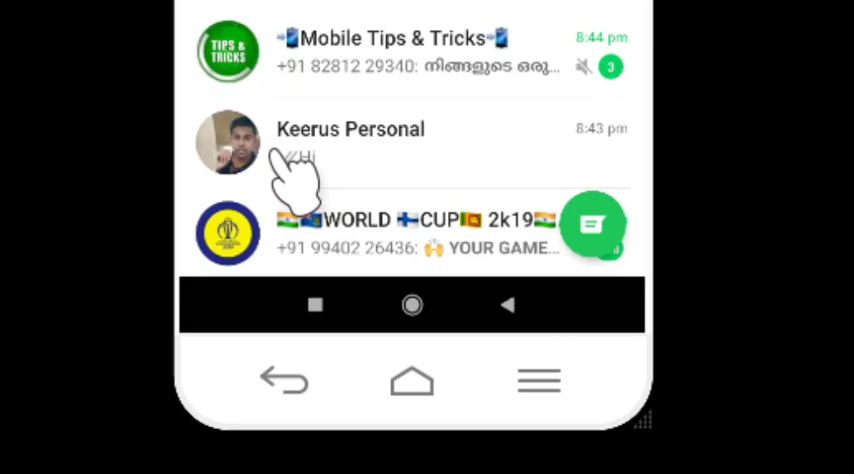 TIPS &
TRICKS
📲Mobile Tips & Tricks📲
8:44 pm
+91 82812 29340: നിങ്ങളുടെ ഒരു...
3
Keerus Personal
8:43 pm
Hi
WORLD 🇫🇮CUP🇱🇰 2k19🇮🇳
+91 99402 26436: 🙌 YOUR GAME...